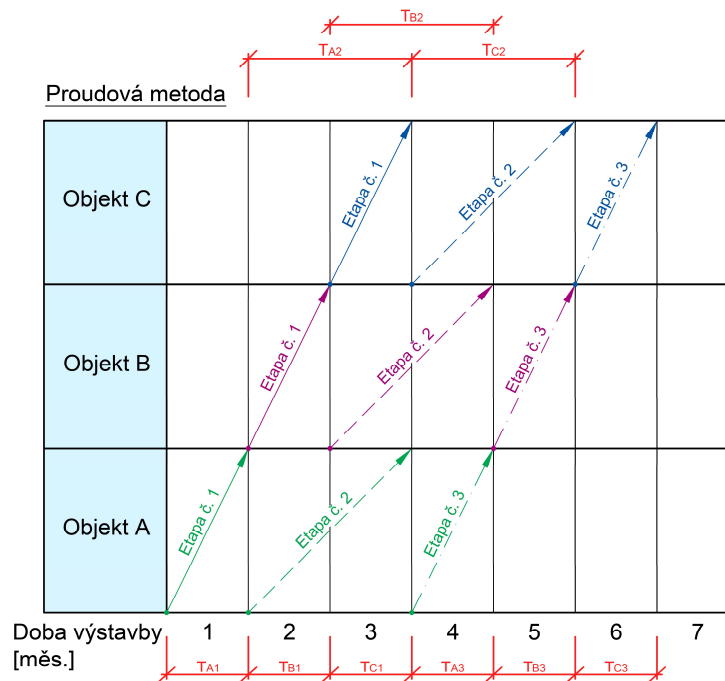 TB2
TA2
TC2
Proudová metoda
Objekt C
Etapa č. 1
Etapa č. 2
Etapa č. 3
Objekt B
Etapa č. 1
Etapa č. 2
Etapa č. 3
Objekt A
Etapa č. 1
Etapa č. 2
Etapa č. 3
Doba výstavby 1 2 3 4 5 6 7
[měs.]
TA1 TB1 TC1 TA3 TB3 TC3